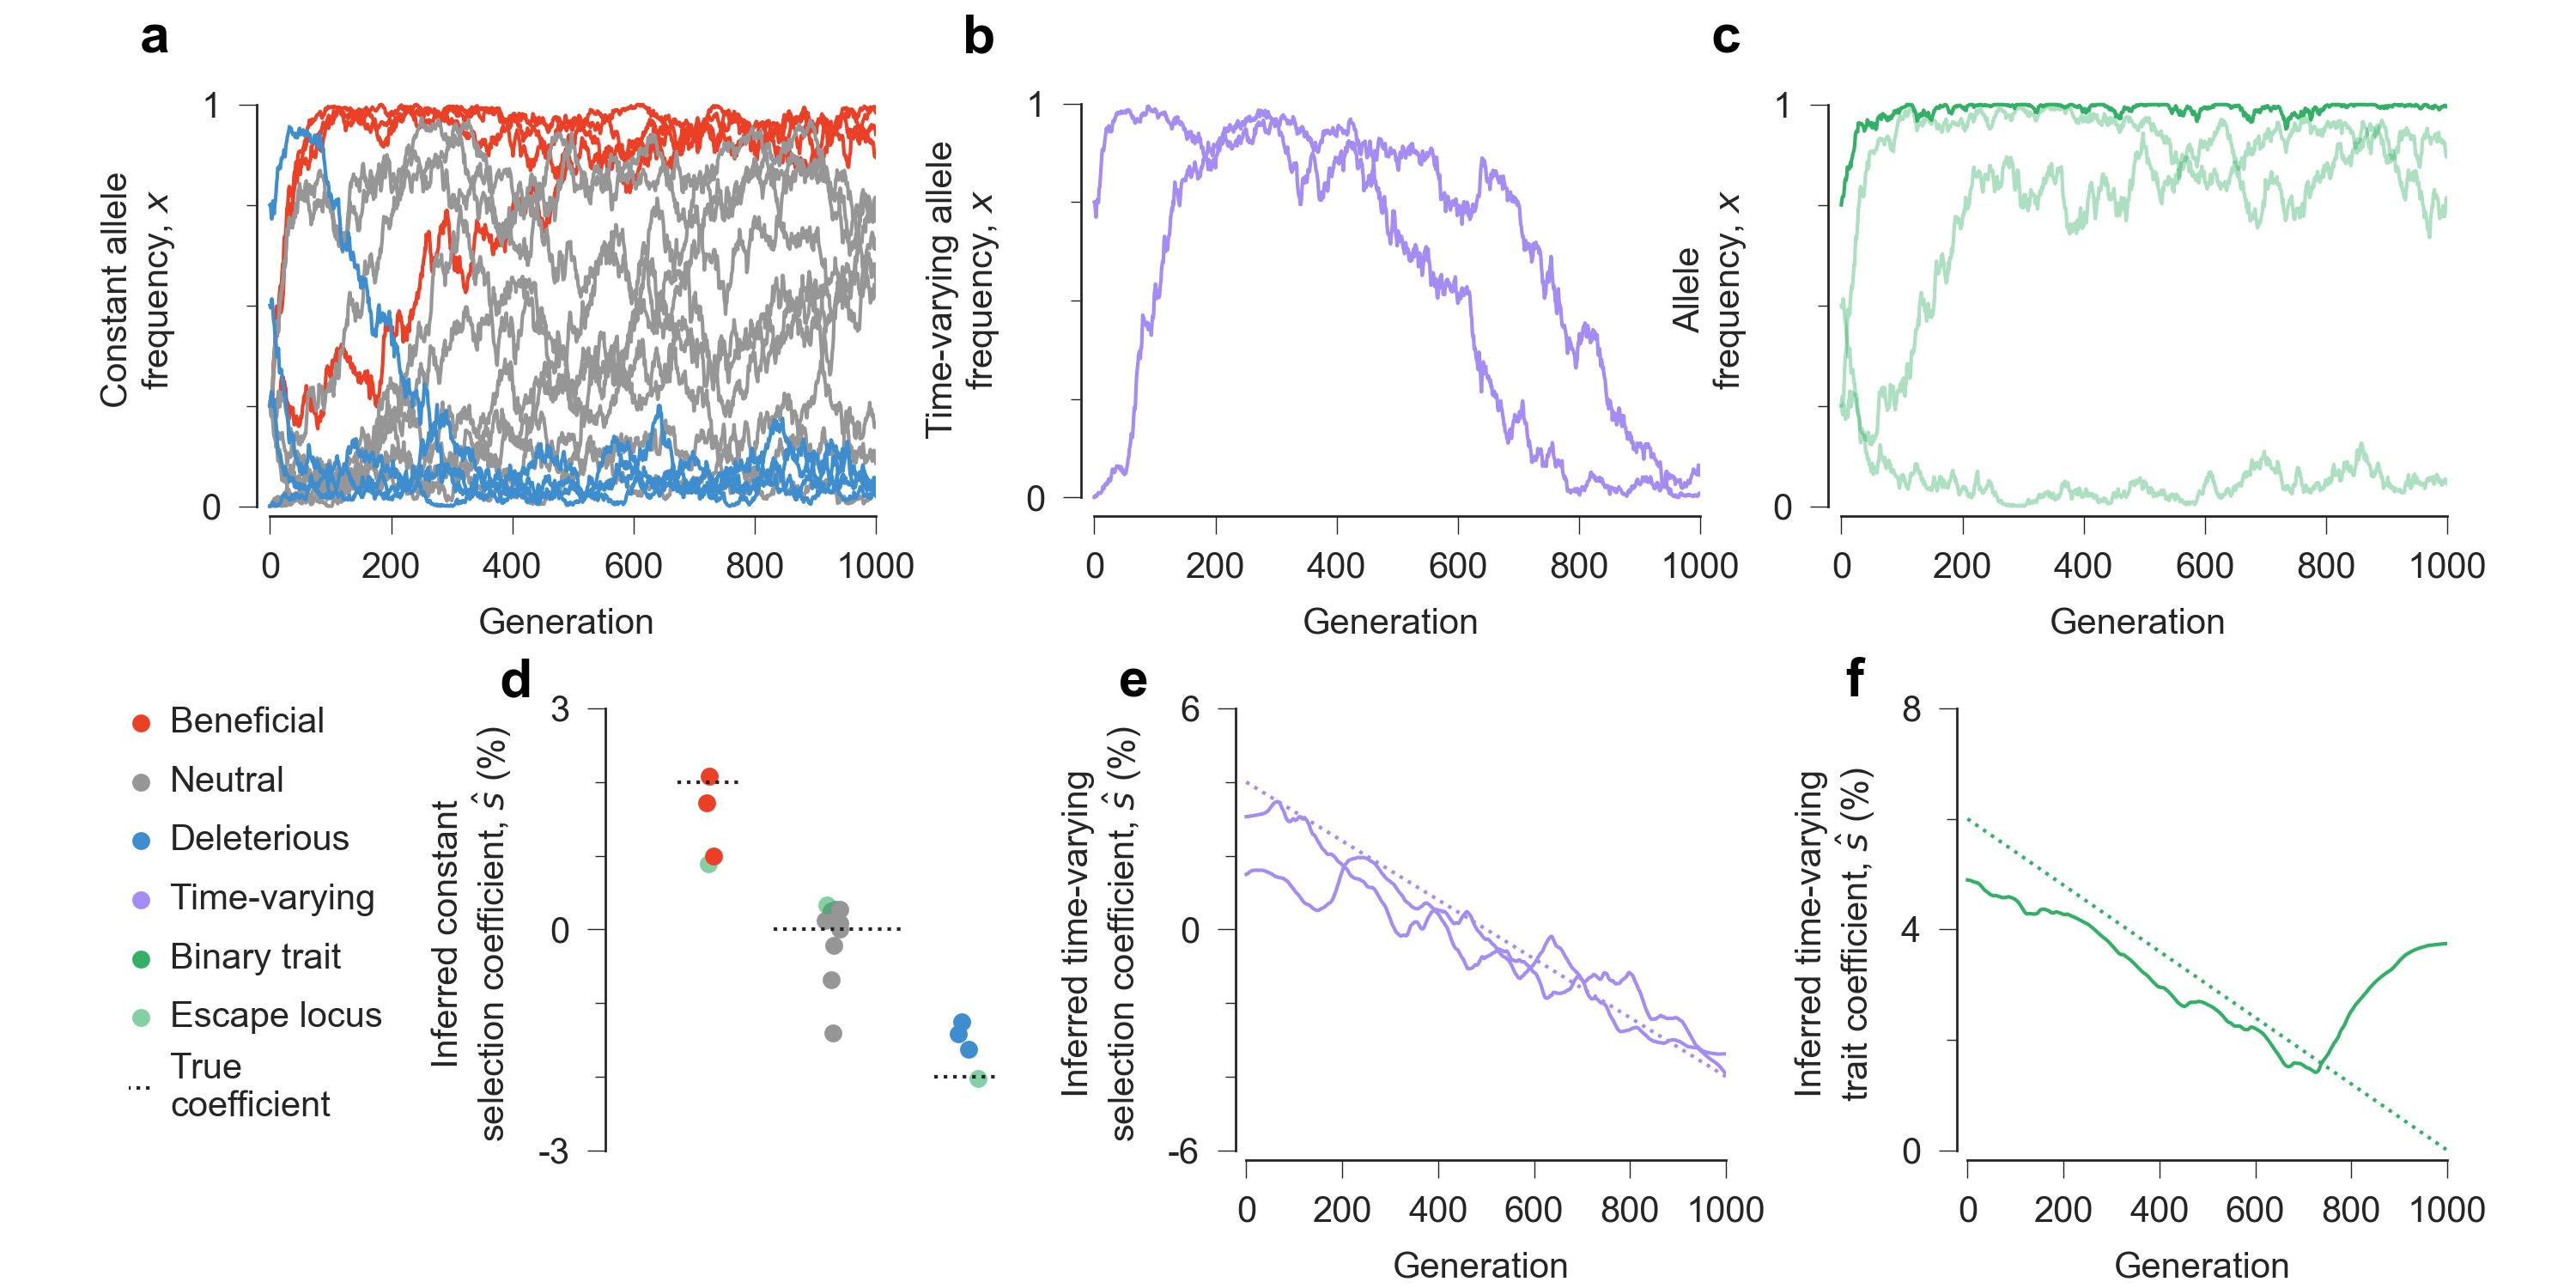 a
Constant allele
frequency, x
1
0
0 200 400 600 800 1000
Generation
b
Time-varying allele
frequency, x
1
0
0 200 400 600 800 1000
Generation
c
Allele
frequency, x
1
0
0 200 400 600 800 1000
Generation
Beneficial
Neutral
Deleterious
Time-varying
Binary trait
Escape locus
True
coefficient
d
Inferred constant
selection coefficient, ŝ (%)
3
0
-3
e
Inferred time-varying
selection coefficient, ŝ (%)
6
0
-6
0 200 400 600 800 1000
Generation
f
Inferred time-varying
trait coefficient, ŝ (%)
8
4
0
0 200 400 600 800 1000
Generation